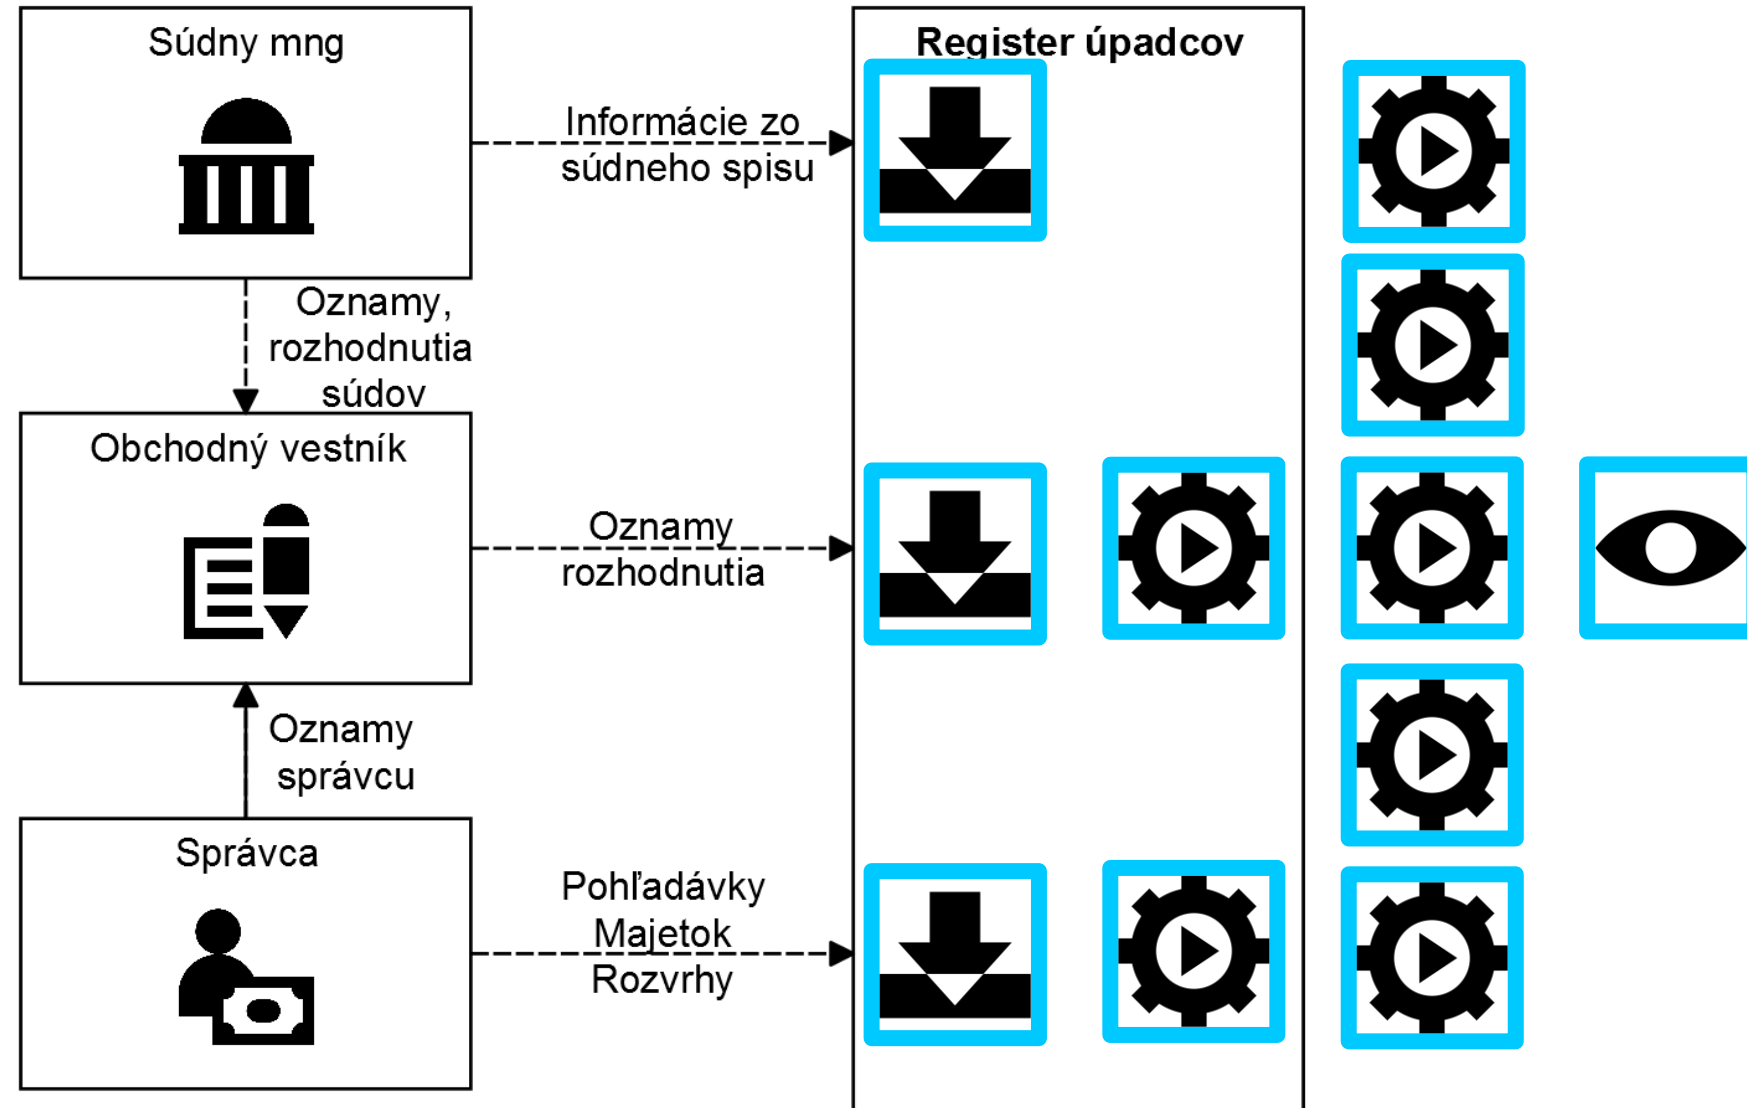 Súdny mng
Register úpadcov
Informácie zo
súdneho spisu
Oznamy,
rozhodnutia
súdov
Obchodný vestník
Oznamy
rozhodnutia
Oznamy
správcu
Správca
Pohľadávky
Majetok
Rozvrhy